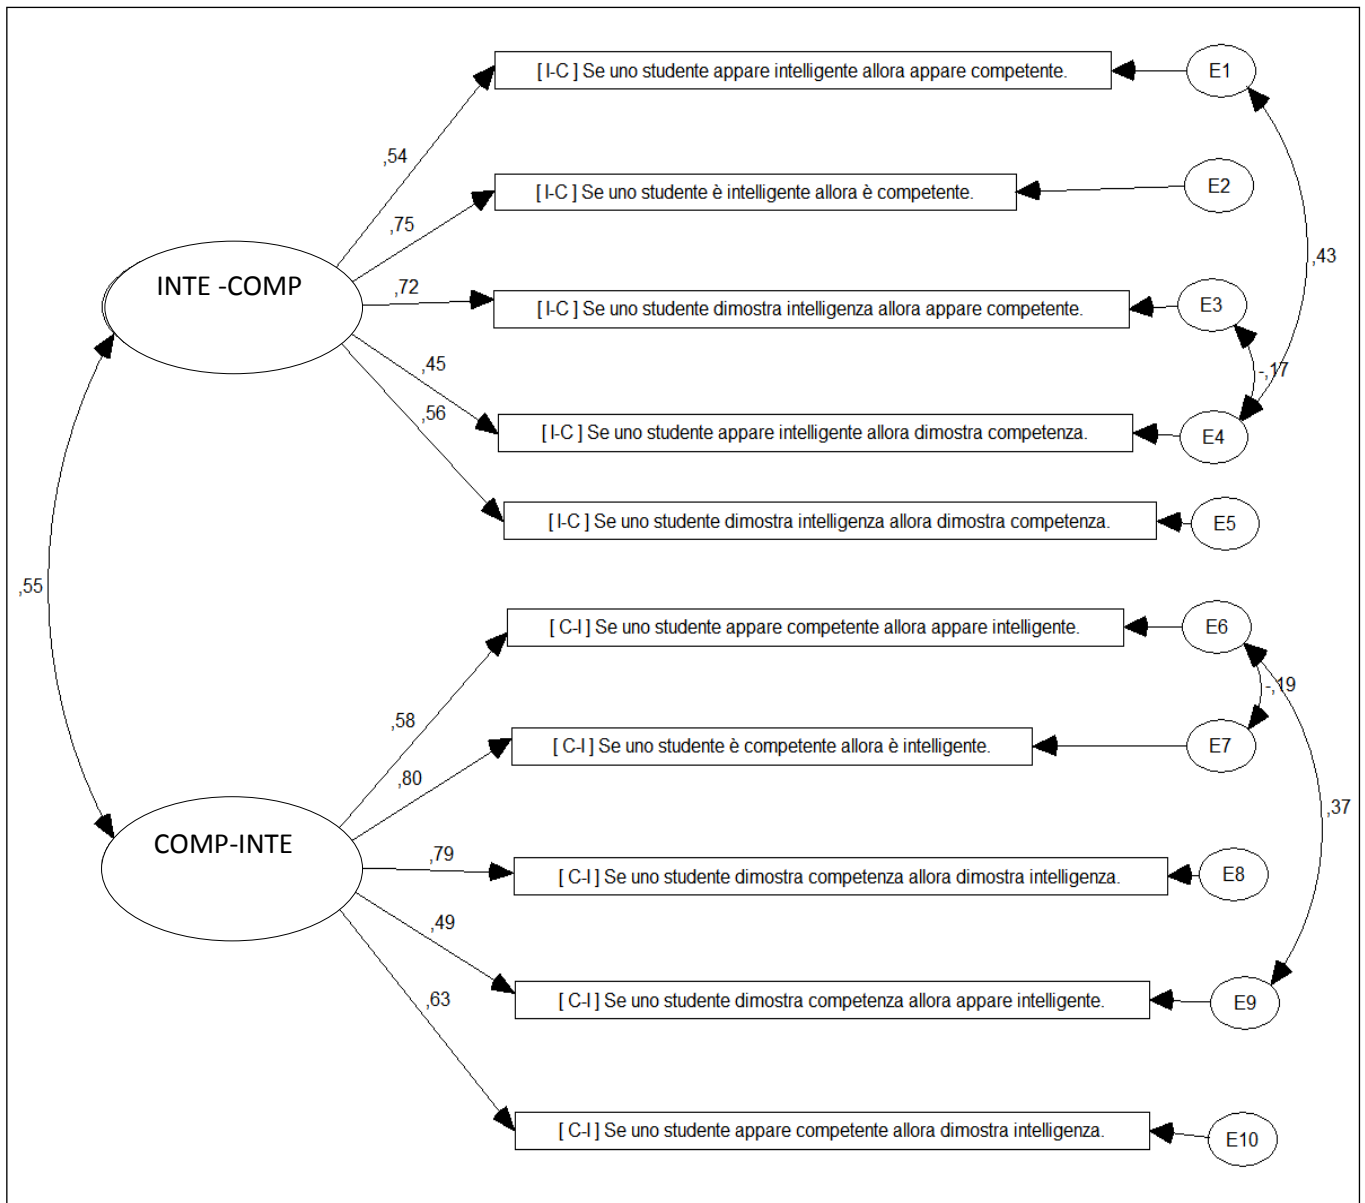 [ I-C ] Se uno studente appare intelligente allora appare competente.
E1
,54
[ I-C ] Se uno studente è intelligente allora è competente.
E2
,75
,43
INTE -COMP
,72
[ I-C ] Se uno studente dimostra intelligenza allora appare competente.
E3
-,17
,45
,56
[ I-C ] Se uno studente appare intelligente allora dimostra competenza.
E4
[ I-C ] Se uno studente dimostra intelligenza allora dimostra competenza.
E5
,55
[ C-I ] Se uno studente appare competente allora appare intelligente.
E6
-,19
,58
[ C-I ] Se uno studente è competente allora è intelligente.
E7
,80
,37
COMP-INTE
,79
[ C-I ] Se uno studente dimostra competenza allora dimostra intelligenza.
E8
,49
,63
[ C-I ] Se uno studente dimostra competenza allora appare intelligente.
E9
[ C-I ] Se uno studente appare competente allora dimostra intelligenza.
E10